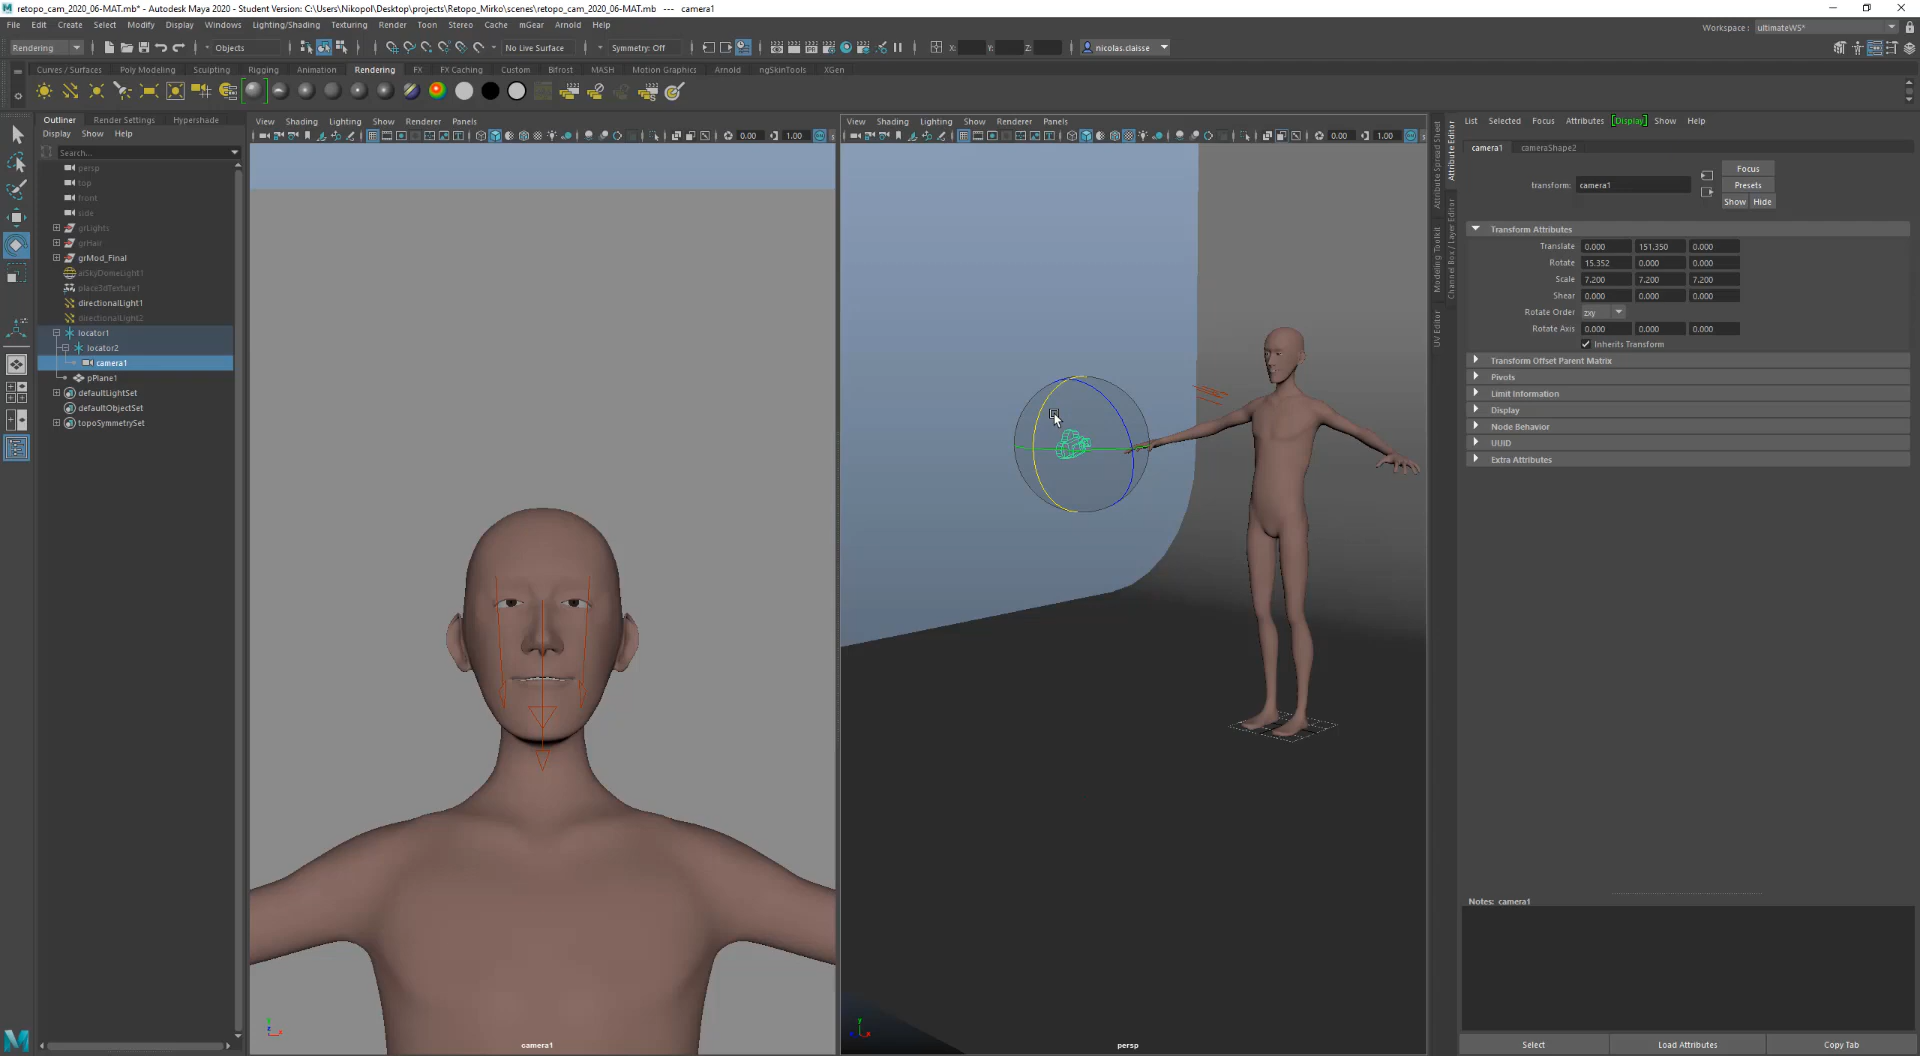 retopo_cam_2020_06-MAT.mb* - Autodesk Maya 2020 - Student Version: C:\Users\Nikopol\Desktop\projects\Retopo_Mirko\scenes\retopo_cam_2020_06-MAT.mb --- camera1
File Edit Create Select Modify Display Windows Lighting/Shading Texturing Render Toon Stereo Cache mGear Arnold Help
Workspace: ultimateWS*
Rendering Objects No Live Surface Symmetry: Off X: Y: Z: nicolas.claisse
Curves / Surfaces Poly Modeling Sculpting Rigging Animation Rendering FX FX Caching Custom Bifrost MASH Motion Graphics Arnold ngSkinTools XGen
Outliner Render Settings Hypershade
Display Show Help
Search...
persp
top
front
side
grLights
grHair
grMod_Final
aiSkyDomeLight1
place3dTexture1
directionalLight1
directionalLight2
locator1
locator2
camera1
pPlane1
defaultLightSet
defaultObjectSet
topoSymmetrySet
View Shading Lighting Show Renderer Panels
0.00 1.00
camera1
View Shading Lighting Show Renderer Panels
0.00 1.00
persp
Attribute Spread Sheet
Attribute Editor
Modeling Toolkit
Channel Box / Layer Editor
UV Editor
List Selected Focus Attributes Display Show Help
camera1 cameraShape2
transform: camera1
Focus
Presets
Show Hide
Transform Attributes
Translate 0.000 151.350 0.000
Rotate 15.352 0.000 0.000
Scale 7.200 7.200 7.200
Shear 0.000 0.000 0.000
Rotate Order zxy
Rotate Axis 0.000 0.000 0.000
Inherits Transform
Transform Offset Parent Matrix
Pivots
Limit Information
Display
Node Behavior
UUID
Extra Attributes
Notes: camera1
Select Load Attributes Copy Tab